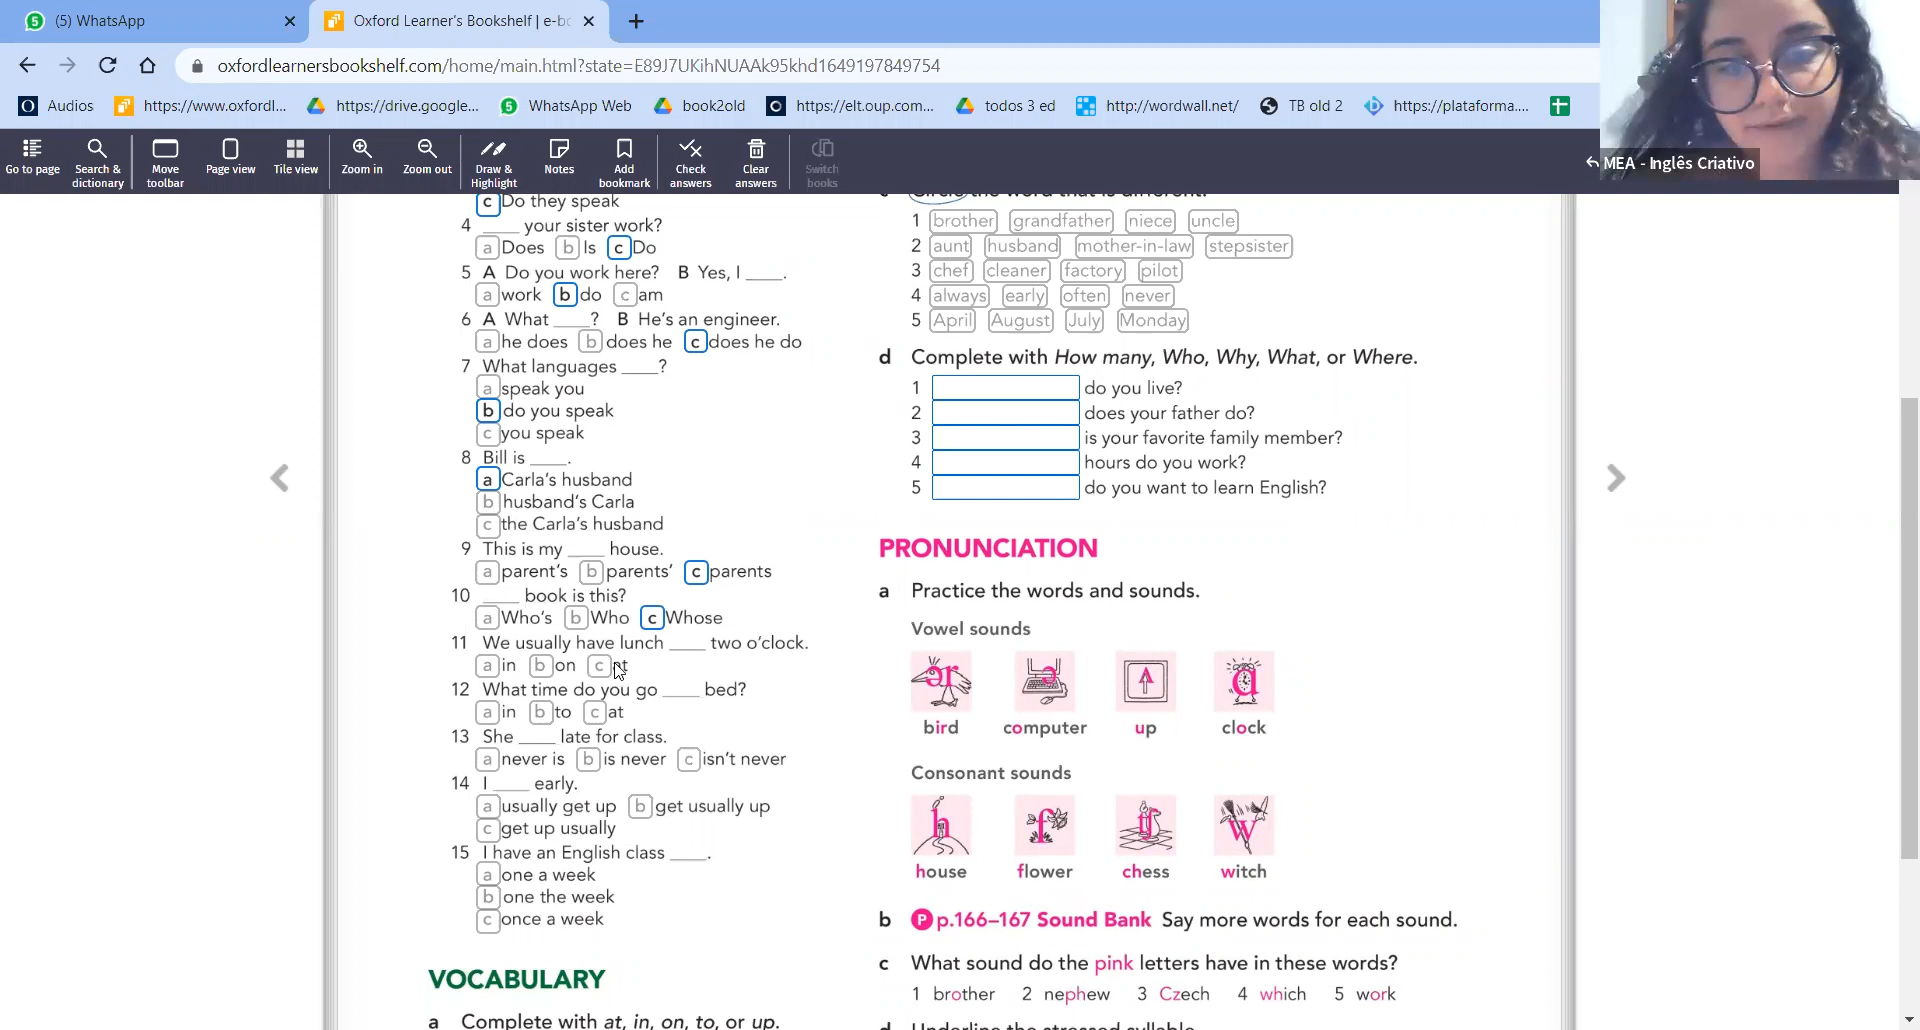 (5) WhatsApp
Oxford Learner's Bookshelf | e-bo
oxfordlearnersbookshelf.com/home/main.html?state=E89J7UKihNUAAk95khd1649197849754
Audios https://www.oxfordl... https://drive.google... WhatsApp Web book2old https://elt.oup.com... todos 3 ed http://wordwall.net/ TB old 2 https://plataforma....
MEA - Inglês Criativo
Go to page Search & dictionary Move toolbar Page view Tile view Zoom in Zoom out Draw & Highlight Notes Add bookmark Check answers Clear answers Switch books
c Do they speak
4 ____ your sister work?
a Does b Is c Do
5 A Do you work here? B Yes, I ____.
a work b do c am
6 A What ____? B He's an engineer.
a he does b does he c does he do
7 What languages ____?
a speak you
b do you speak
c you speak
8 Bill is ____.
a Carla's husband
b husband's Carla
c the Carla's husband
9 This is my ____ house.
a parent's b parents' c parents
10 ____ book is this?
a Who's b Who c Whose
11 We usually have lunch ____ two o'clock.
a in b on c at
12 What time do you go ____ bed?
a in b to c at
13 She ____ late for class.
a never is b is never c isn't never
14 I ____ early.
a usually get up b get usually up
c get up usually
15 I have an English class ____.
a one a week
b one the week
c once a week
VOCABULARY
a Complete with at, in, on, to, or up.
c Circle the word that is different.
1 brother grandfather niece uncle
2 aunt husband mother-in-law stepsister
3 chef cleaner factory pilot
4 always early often never
5 April August July Monday
d Complete with How many, Who, Why, What, or Where.
1 do you live?
2 does your father do?
3 is your favorite family member?
4 hours do you work?
5 do you want to learn English?
PRONUNCIATION
a Practice the words and sounds.
Vowel sounds
ər ə ʌ ɑ
bird computer up clock
Consonant sounds
h f tʃ w
house flower chess witch
b P p.166–167 Sound Bank Say more words for each sound.
c What sound do the pink letters have in these words?
1 brother 2 nephew 3 Czech 4 which 5 work
d Underline the stressed syllable.